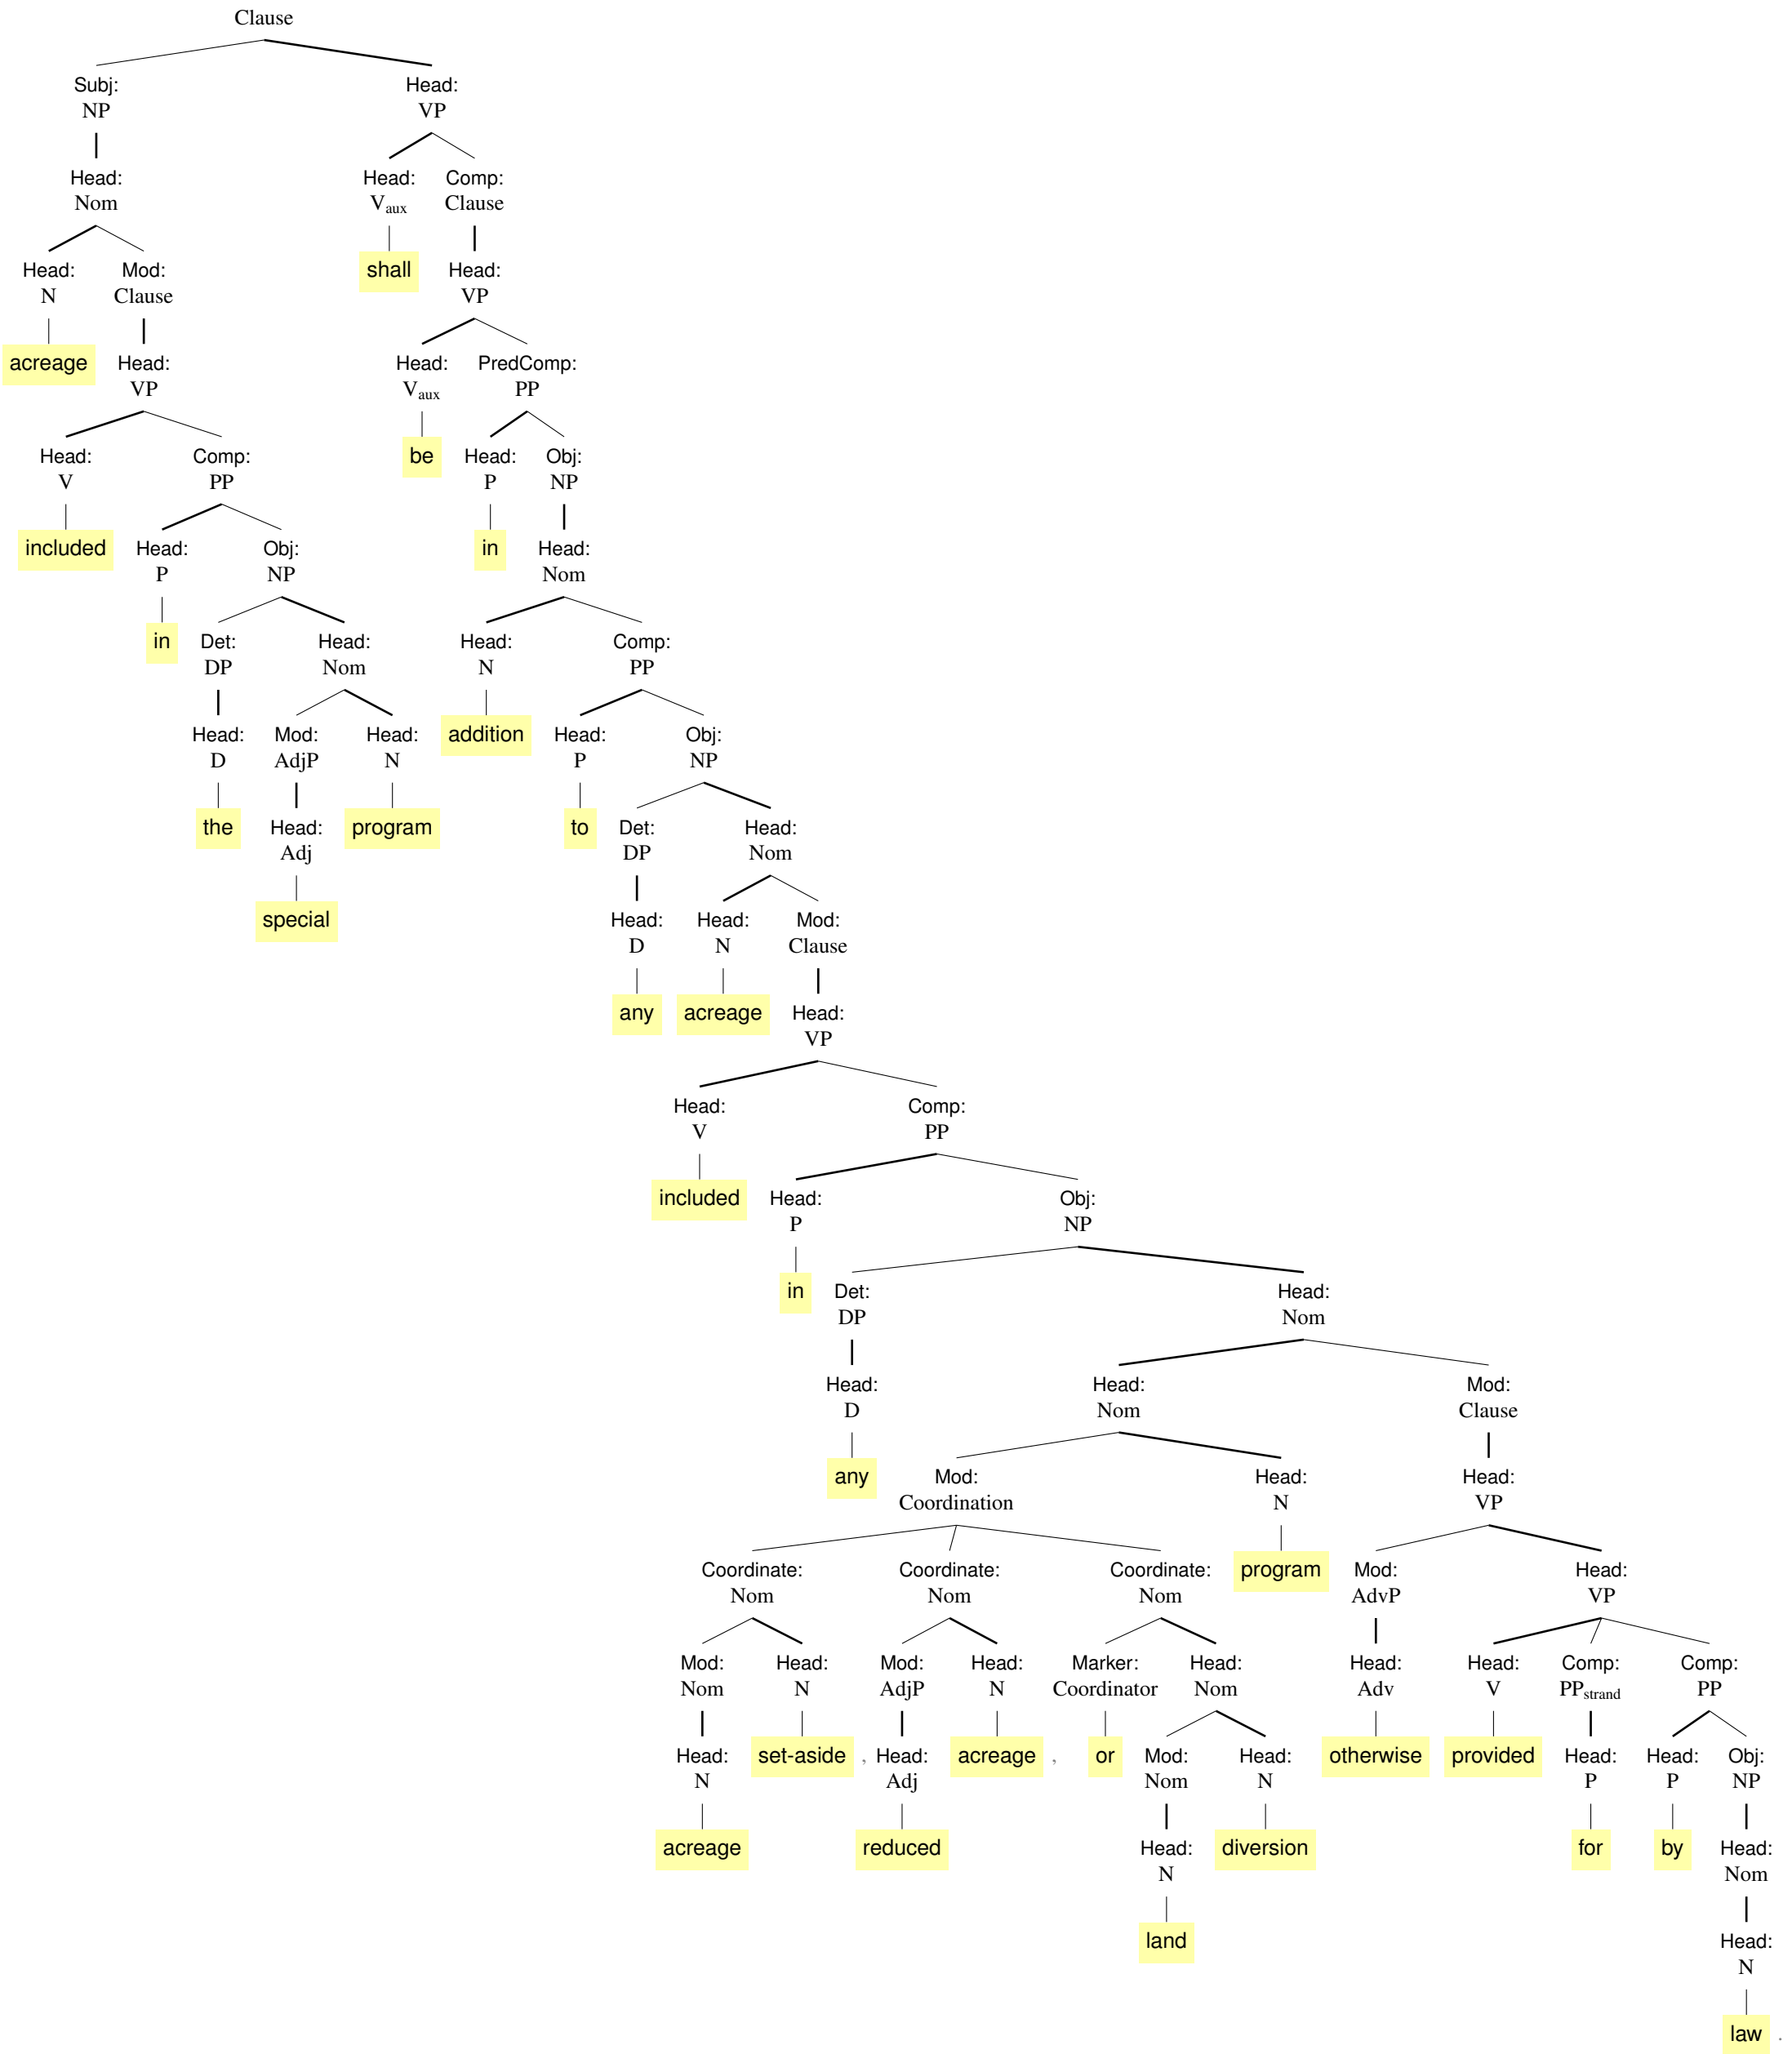 Clause
Subj: Head:
NP VP
Head: Head: Comp:
Nom Vaux Clause
Head: Mod: shall Head:
N Clause VP
acreage Head: Head: PredComp:
VP Vaux PP
Head: Comp: be Head: Obj:
V PP P NP
included Head: Obj: in Head:
P NP Nom
in Det: Head: Head: Comp:
DP Nom N PP
Head: Mod: Head: addition Head: Obj:
D AdjP N P NP
the Head: program to Det: Head:
Adj DP Nom
special Head: Head: Mod:
D N Clause
any acreage Head:
VP
Head: Comp:
V PP
included Head: Obj:
P NP
in Det: Head:
DP Nom
Head: Head: Mod:
D Nom Clause
any Mod: Head: Head:
Coordination N VP
Coordinate: Coordinate: Coordinate: program Mod: Head:
Nom Nom Nom AdvP VP
Mod: Head: Mod: Head: Marker: Head: Head: Head: Comp: Comp:
Nom N AdjP N Coordinator Nom Adv V PPstrand PP
Head: set-aside , Head: acreage , or Mod: Head: otherwise provided Head: Head: Obj:
N Adj Nom N P P NP
acreage reduced Head: diversion for by Head:
N Nom
land Head:
N
law .